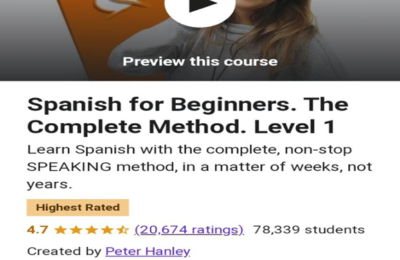 Preview this course
Spanish for Beginners. The
Complete Method. Level 1
Learn Spanish with the complete, non-stop
SPEAKING method, in a matter of weeks, not
years.
Highest Rated
4.7 (20,674 ratings) 78,339 students
Created by Peter Hanley